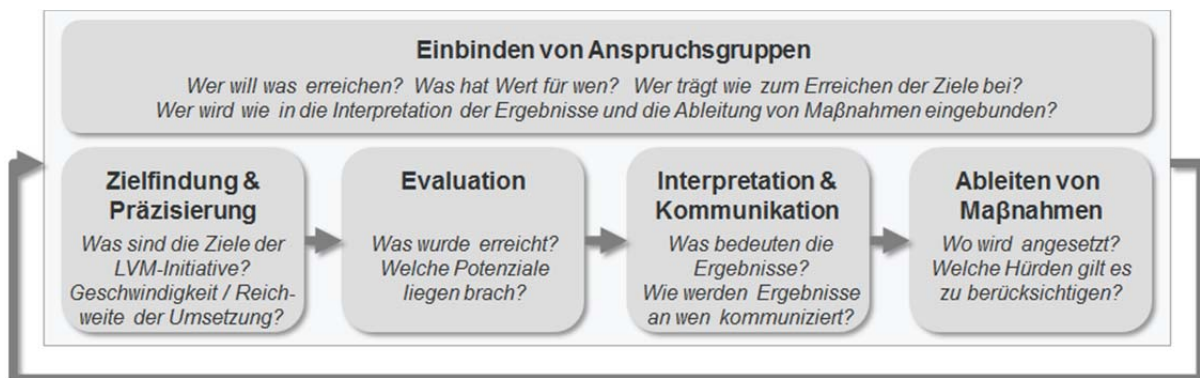 Einbinden von Anspruchsgruppen
Wer will was erreichen? Was hat Wert für wen? Wer trägt wie zum Erreichen der Ziele bei?
Wer wird wie in die Interpretation der Ergebnisse und die Ableitung von Maßnahmen eingebunden?
Zielfindung &
Präzisierung
Was sind die Ziele der
LVM-Initiative?
Geschwindigkeit / Reich-
weite der Umsetzung?
Evaluation
Was wurde erreicht?
Welche Potenziale
liegen brach?
Interpretation &
Kommunikation
Was bedeuten die
Ergebnisse?
Wie werden Ergebnisse
an wen kommuniziert?
Ableiten von
Maßnahmen
Wo wird angesetzt?
Welche Hürden gilt es
zu berücksichtigen?